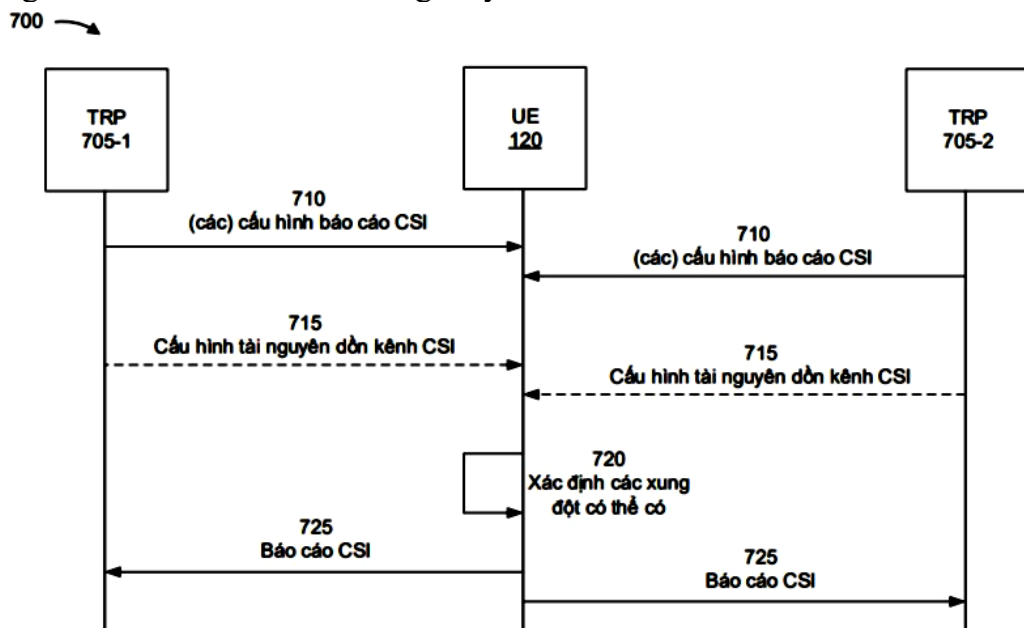 700
TRP
705-1
UE
120
TRP
705-2
710
(các) cấu hình báo cáo CSI
710
(các) cấu hình báo cáo CSI
715
Cấu hình tài nguyên dồn kênh CSI
715
Cấu hình tài nguyên dồn kênh CSI
720
Xác định các xung
đột có thể có
725
Báo cáo CSI
725
Báo cáo CSI